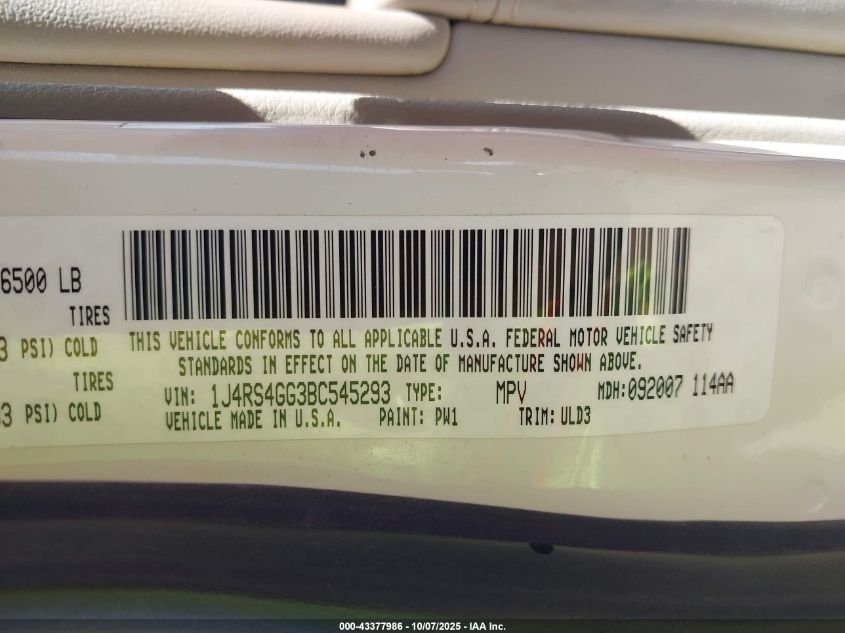 6500 LB
TIRES
3 PSI) COLD
TIRES
3 PSI) COLD
THIS VEHICLE CONFORMS TO ALL APPLICABLE U.S.A. FEDERAL MOTOR VEHICLE SAFETY
STANDARDS IN EFFECT ON THE DATE OF MANUFACTURE SHOWN ABOVE.
VIN: 1J4RS4GG3BC545293 TYPE: MPV MDH:092007 114AA
VEHICLE MADE IN U.S.A. PAINT: PW1 TRIM: ULD3
000-43377986 - 10/07/2025 - IAA Inc.